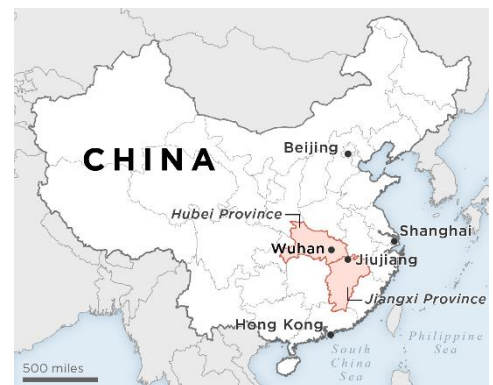 Beijing
CHINA
Hubei Province
Shanghai
Wuhan
Jiujiang
Jiangxi Province
Hong Kong
South
China
Sea
Philippine
Sea
500 miles